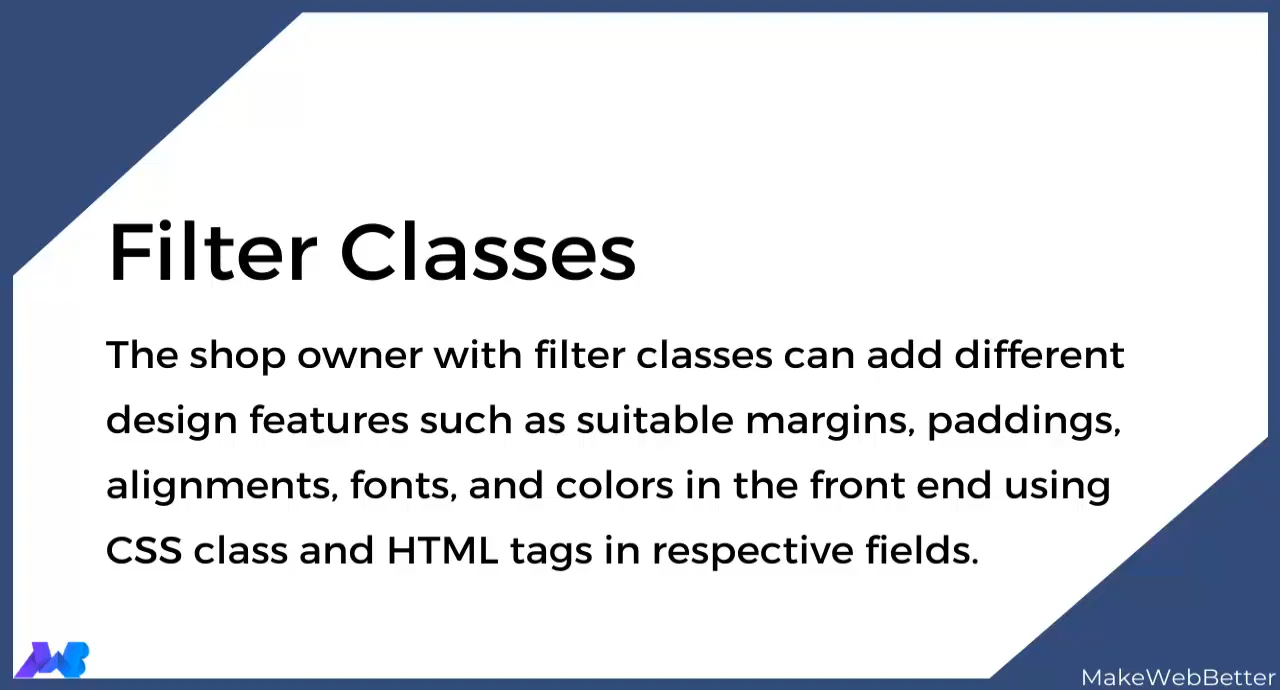 Filter Classes
The shop owner with filter classes can add different
design features such as suitable margins, paddings,
alignments, fonts, and colors in the front end using
CSS class and HTML tags in respective fields.
MWB
MakeWebBetter